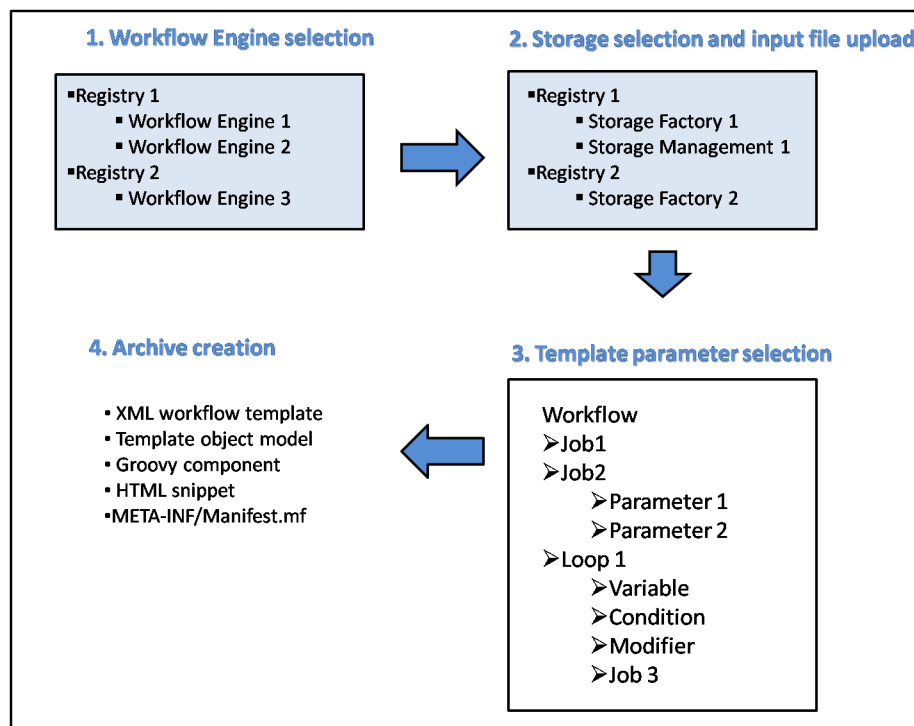 1. Workflow Engine selection
▪Registry 1
▪ Workflow Engine 1
▪ Workflow Engine 2
▪Registry 2
▪ Workflow Engine 3
2. Storage selection and input file upload
▪Registry 1
▪ Storage Factory 1
▪ Storage Management 1
▪Registry 2
▪ Storage Factory 2
3. Template parameter selection
Workflow
➢Job1
➢Job2
➢Parameter 1
➢Parameter 2
➢Loop 1
➢Variable
➢Condition
➢Modifier
➢Job 3
4. Archive creation
▪ XML workflow template
▪ Template object model
▪ Groovy component
▪ HTML snippet
▪META-INF/Manifest.mf